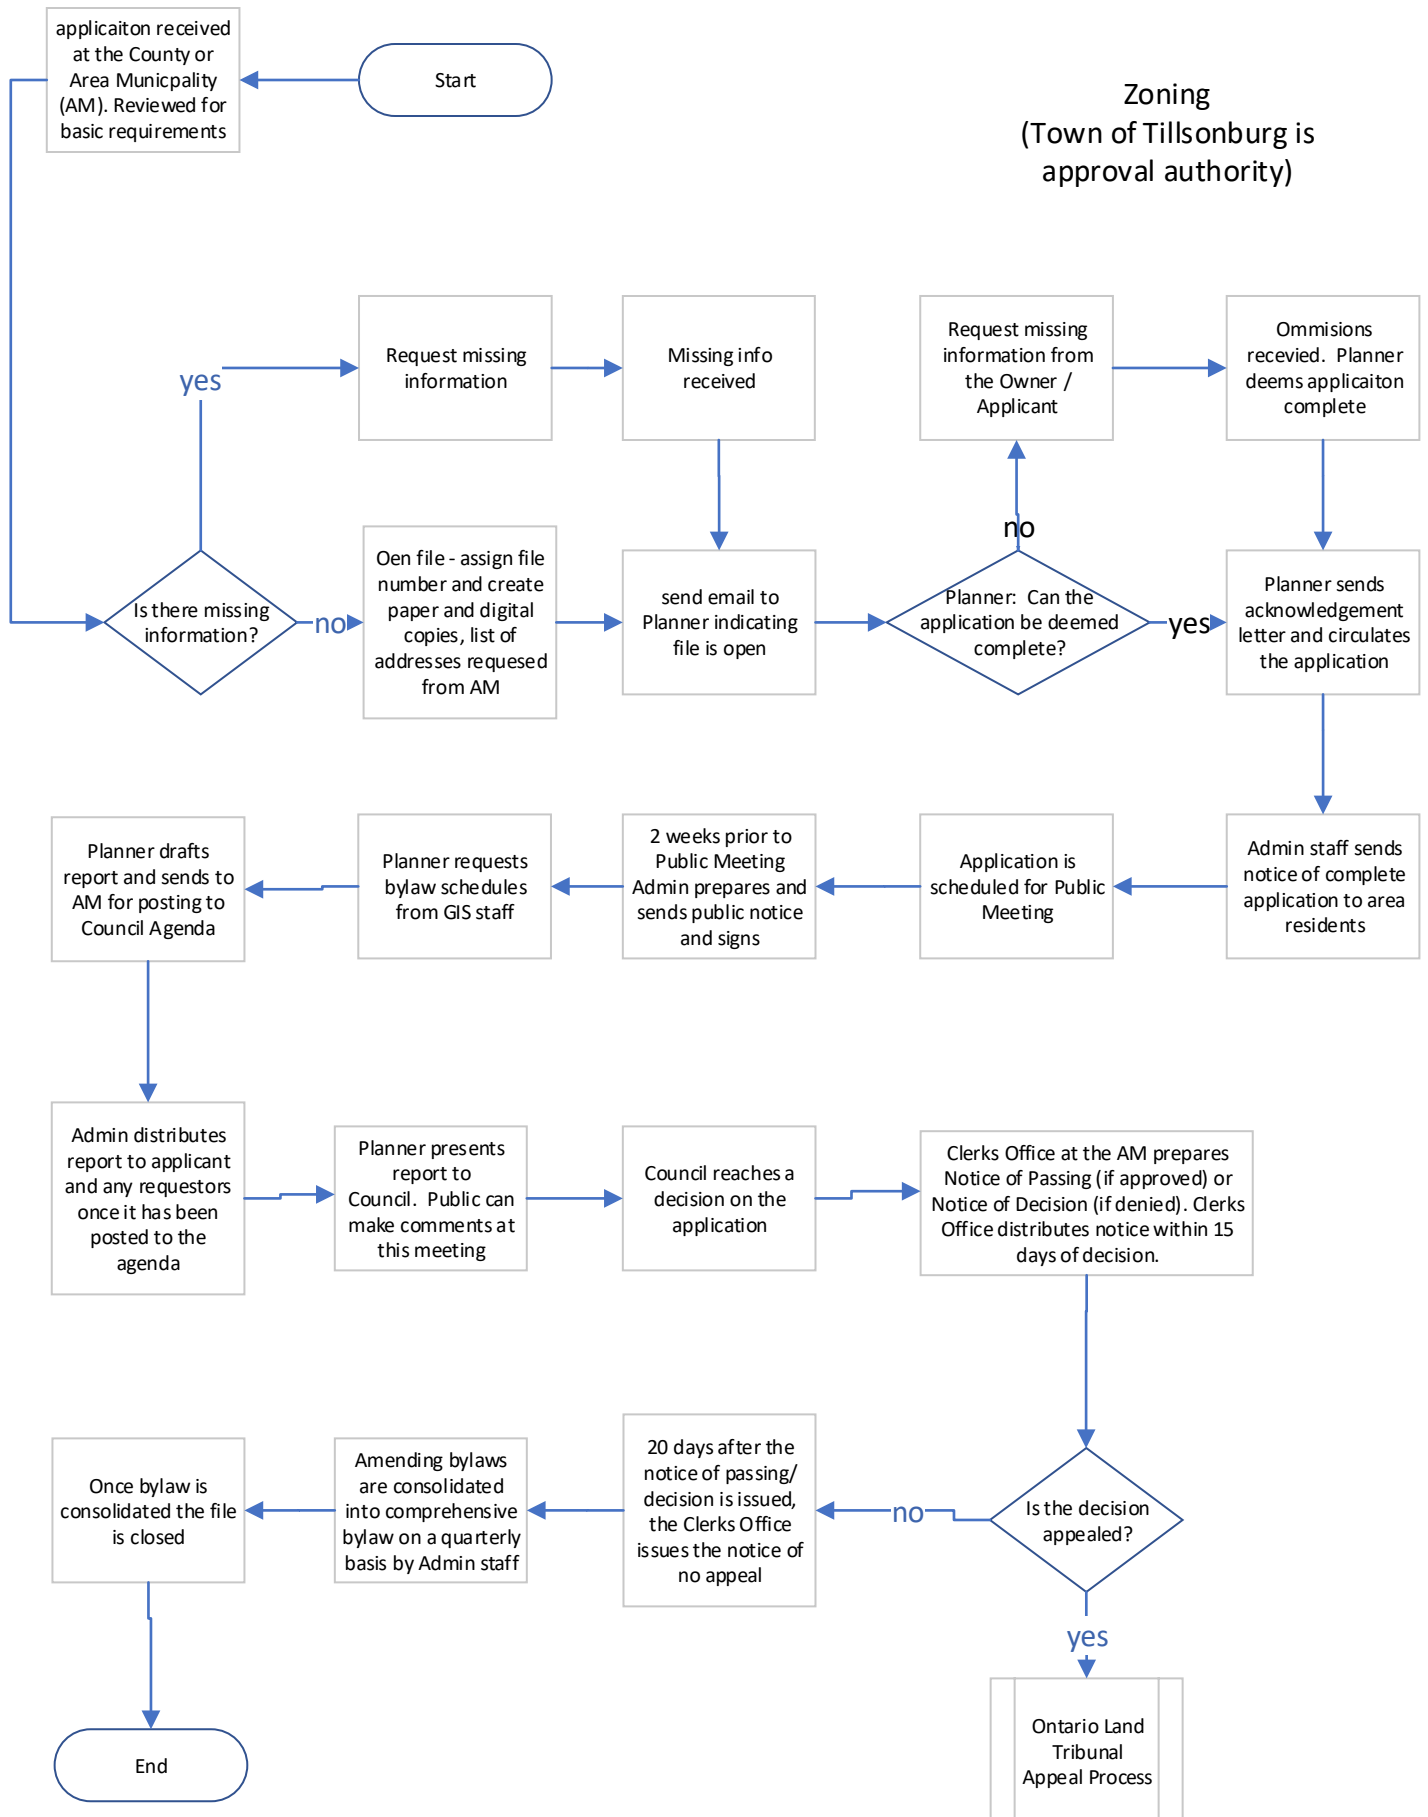 applicaiton received
at the County or
Area Municpality
(AM). Reviewed for
basic requirements
Start
Zoning
(Town of Tillsonburg is
approval authority)
yes
Request missing
information
Missing info
received
Request missing
information from
the Owner /
Applicant
Ommisions
recevied. Planner
deems applicaiton
complete
Is there missing
information?
no
Oen file - assign file
number and create
paper and digital
copies, list of
addresses requesed
from AM
send email to
Planner indicating
file is open
no
Planner: Can the
application be deemed
complete?
yes
Planner sends
acknowledgement
letter and circulates
the application
Planner drafts
report and sends to
AM for posting to
Council Agenda
Planner requests
bylaw schedules
from GIS staff
2 weeks prior to
Public Meeting
Admin prepares and
sends public notice
and signs
Application is
scheduled for Public
Meeting
Admin staff sends
notice of complete
application to area
residents
Admin distributes
report to applicant
and any requestors
once it has been
posted to the
agenda
Planner presents
report to
Council. Public can
make comments at
this meeting
Council reaches a
decision on the
application
Clerks Office at the AM prepares
Notice of Passing (if approved) or
Notice of Decision (if denied). Clerks
Office distributes notice within 15
days of decision.
Once bylaw is
consolidated the file
is closed
Amending bylaws
are consolidated
into comprehensive
bylaw on a quarterly
basis by Admin staff
20 days after the
notice of passing/
decision is issued,
the Clerks Office
issues the notice of
no appeal
no
Is the decision
appealed?
yes
End
Ontario Land
Tribunal
Appeal Process